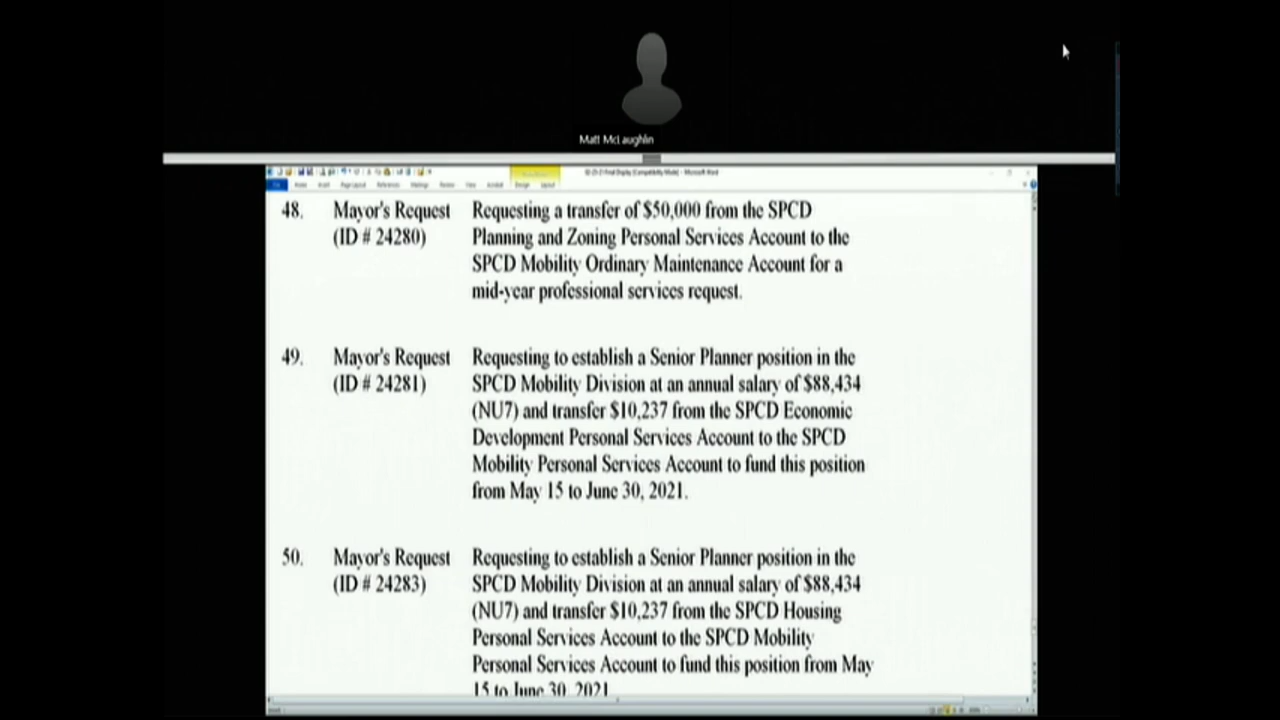 Matt McLaughlin
48. Mayor's Request Requesting a transfer of $50,000 from the SPCD
(ID # 24280) Planning and Zoning Personal Services Account to the
SPCD Mobility Ordinary Maintenance Account for a
mid-year professional services request.
49. Mayor's Request Requesting to establish a Senior Planner position in the
(ID # 24281) SPCD Mobility Division at an annual salary of $88,434
(NU7) and transfer $10,237 from the SPCD Economic
Development Personal Services Account to the SPCD
Mobility Personal Services Account to fund this position
from May 15 to June 30, 2021.
50. Mayor's Request Requesting to establish a Senior Planner position in the
(ID # 24283) SPCD Mobility Division at an annual salary of $88,434
(NU7) and transfer $10,237 from the SPCD Housing
Personal Services Account to the SPCD Mobility
Personal Services Account to fund this position from May
15 to June 30, 2021